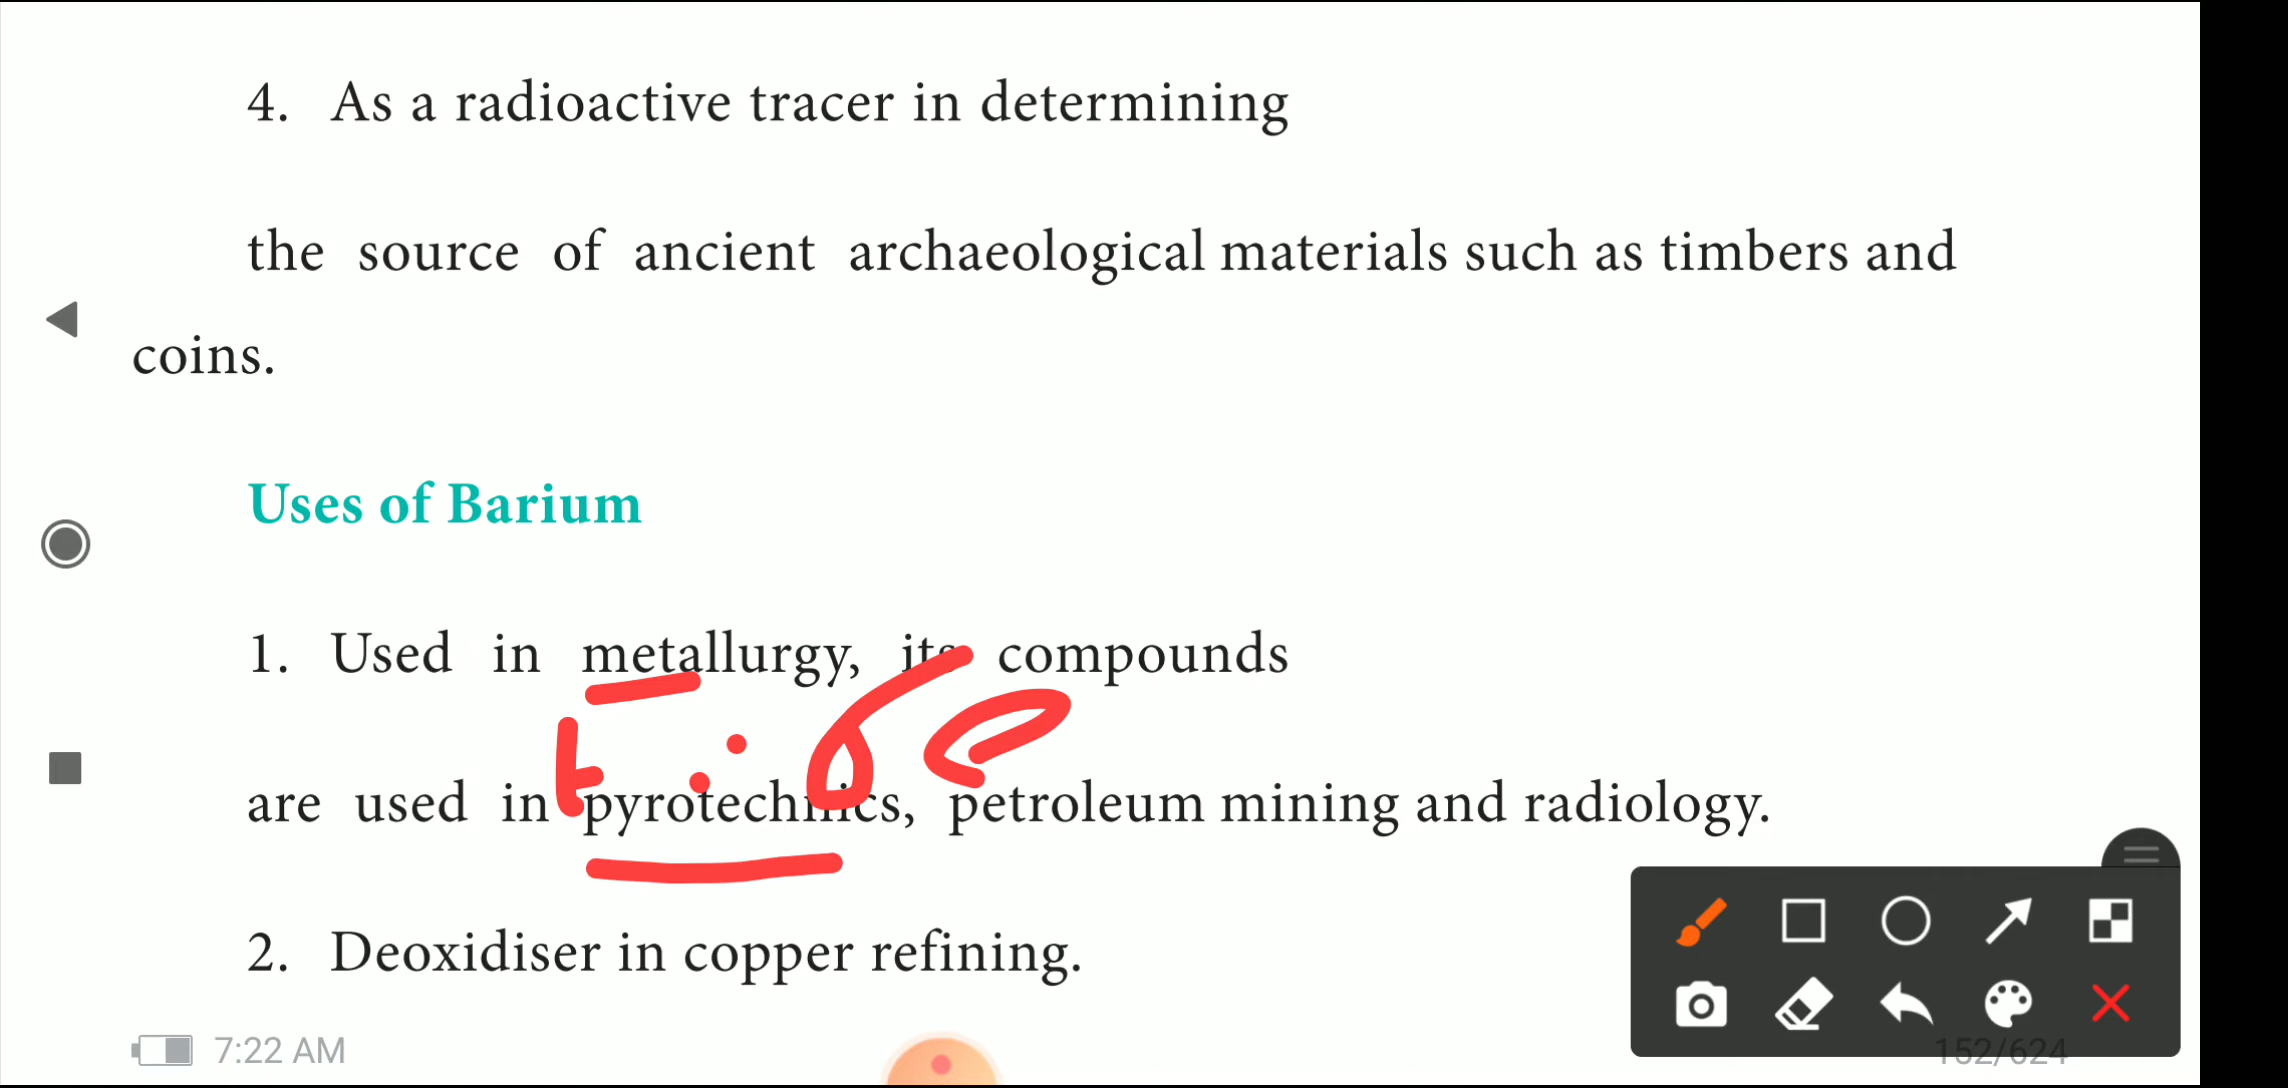 4. As a radioactive tracer in determining
the source of ancient archaeological materials such as timbers and
coins.
Uses of Barium
1. Used in metallurgy, its compounds
are used in pyrotechnics, petroleum mining and radiology.
2. Deoxidiser in copper refining.
7:22 AM
152/624